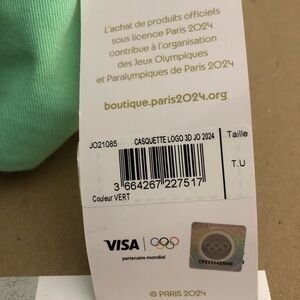 L'achat de produits officiels
sous licence Paris 2024
contribue à l'organisation
des Jeux Olympiques
et Paralympiques de Paris 2024
boutique.paris2024.org
JO21085 CASQUETTE LOGO 3D JO 2024 Taille
T.U
3 664267 227517
Couleur VERT
VISA
partenaire mondial
© PARIS 2024